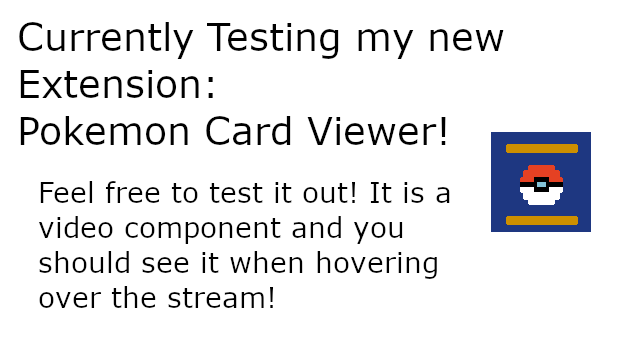 Currently Testing my new
Extension:
Pokemon Card Viewer!
Feel free to test it out! It is a
video component and you
should see it when hovering
over the stream!